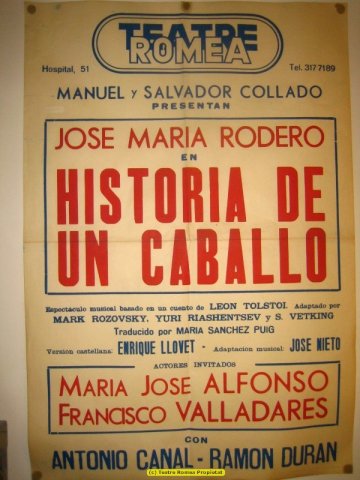 TEATRE
ROMEA
Hospital, 51
Tel. 317-7189
MANUEL y SALVADOR COLLADO
PRESENTAN
JOSE MARIA RODERO
EN
HISTORIA DE
UN CABALLO
Espectaculo musical basado en un cuento de LEON TOLSTOI. Adaptado por
MARK ROZOVSKY, YURI RIASHENTSEV y S. VETKING
Traducido por MARIA SANCHEZ PUIG
Version castellana: ENRIQUE LLOVET - Adaptacion musical: JOSE NIETO
ACTORES INVITADOS
MARIA JOSE ALFONSO
FRANCISCO VALLADARES
CON
ANTONIO CANAL - RAMON DURAN
(c) Teatre Romea Propietat